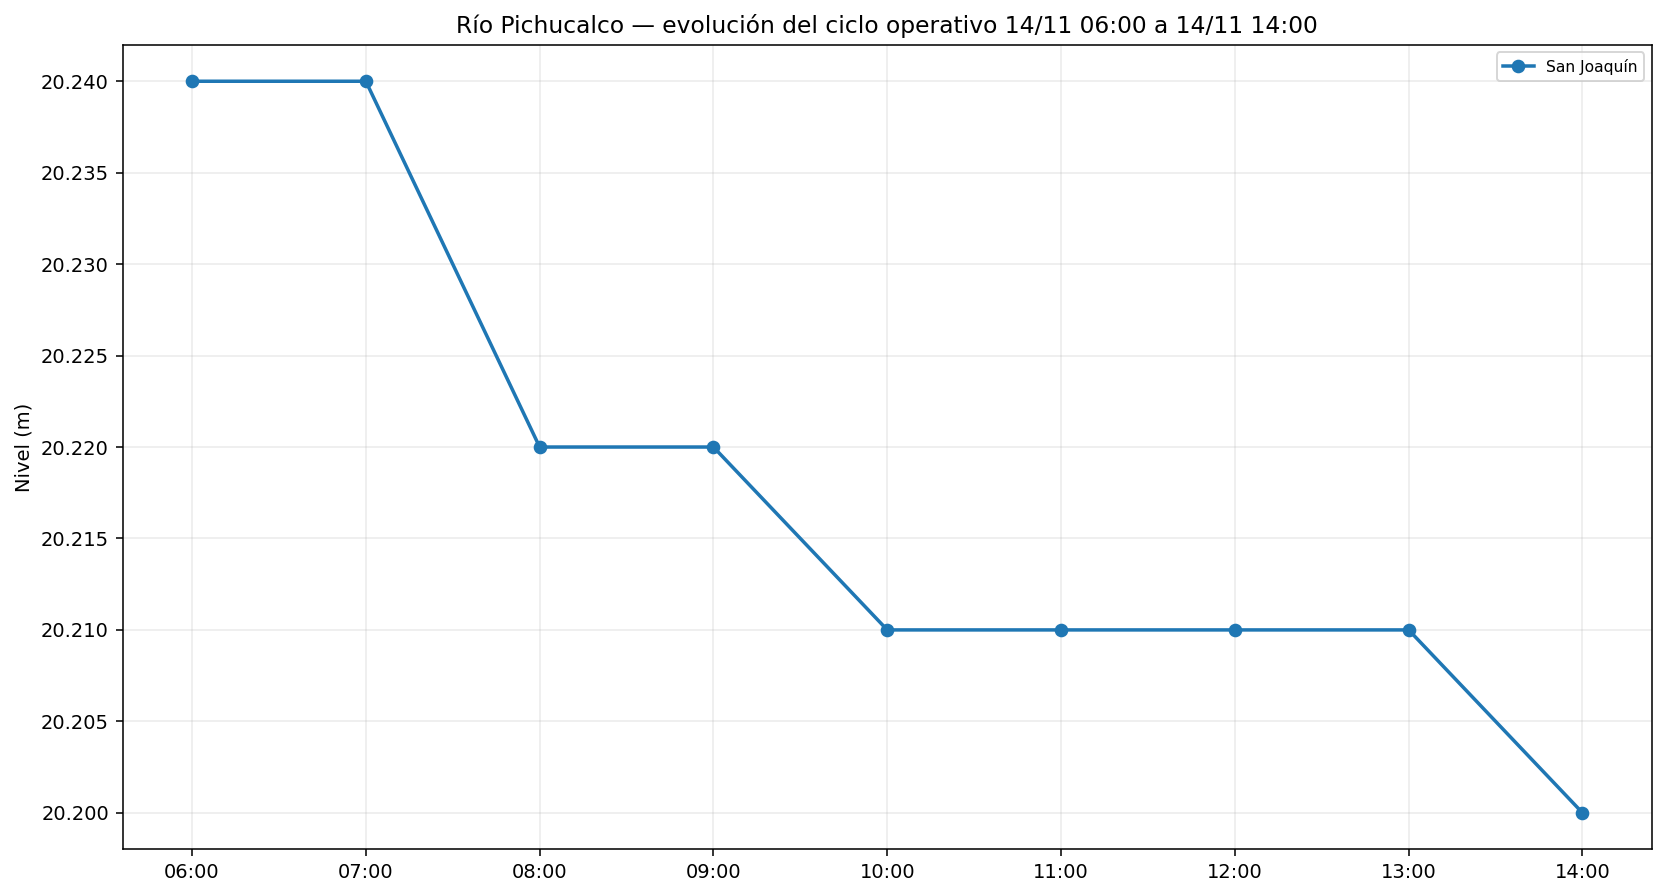 Río Pichucalco — evolución del ciclo operativo 14/11 06:00 a 14/11 14:00
San Joaquín
Nivel (m)
20.240
20.235
20.230
20.225
20.220
20.215
20.210
20.205
20.200
06:00 07:00 08:00 09:00 10:00 11:00 12:00 13:00 14:00